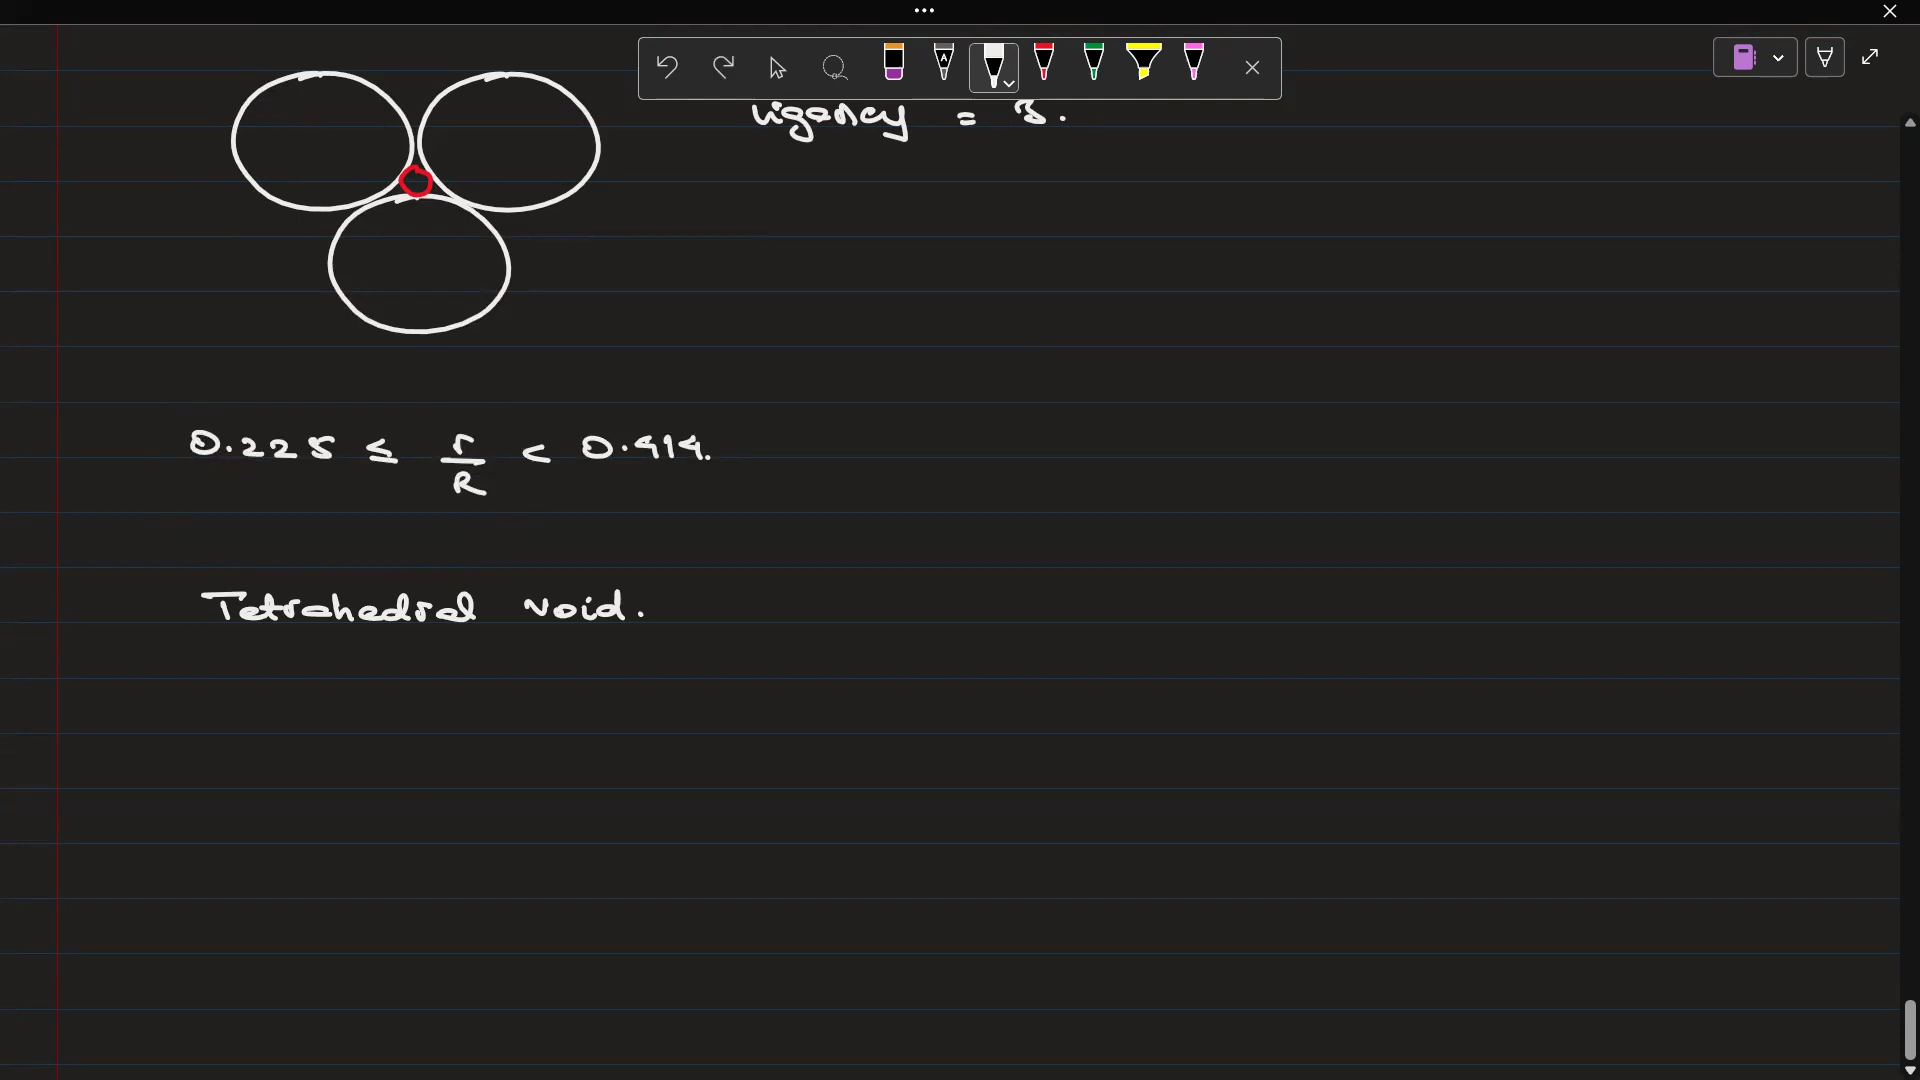 ligancy = 3.
0.225 ≤ r/R < 0.414.
Tetrahedral void.